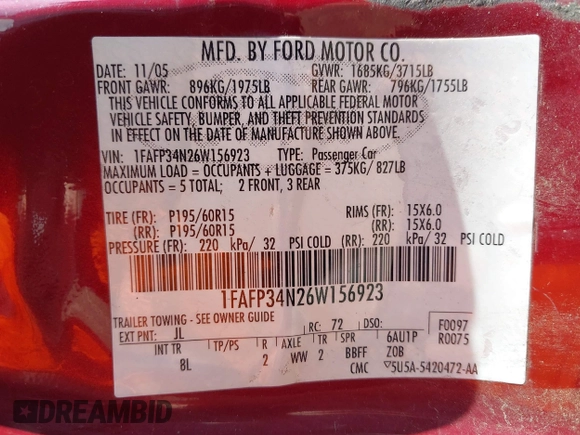 MFD. BY FORD MOTOR CO.
DATE: 11/05 GVWR: 1685KG/3715LB
FRONT GAWR: 896KG/1975LB REAR GAWR: 796KG/1755LB
THIS VEHICLE CONFORMS TO ALL APPLICABLE FEDERAL MOTOR
VEHICLE SAFETY, BUMPER, AND THEFT PREVENTION STANDARDS
IN EFFECT ON THE DATE OF MANUFACTURE SHOWN ABOVE.
VIN: 1FAFP34N26W156923 TYPE: Passenger Car
MAXIMUM LOAD = OCCUPANTS + LUGGAGE = 375KG/ 827LB
OCCUPANTS = 5 TOTAL; 2 FRONT, 3 REAR
TIRE (FR): P195/60R15 RIMS (FR): 15X6.0
(RR): P195/60R15 (RR): 15X6.0
PRESSURE (FR): 220 kPa/ 32 PSI COLD (RR): 220 kPa/ 32 PSI COLD
1FAFP34N26W156923
TRAILER TOWING - SEE OWNER GUIDE
EXT PNT: JL RC: 72 DSO: F0097
INT TR TP/PS R AXLE TR SPR 6AU1P R0075
8L 2 WW 2 BBFF ZOB
CMC ▽5U5A-5420472-AA
DREAMBID